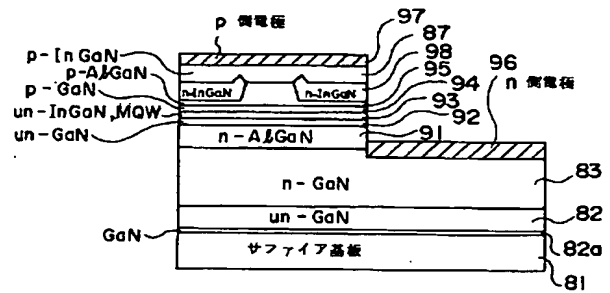 p 側電極
p-InGaN
p-AlGaN
p-GaN
un-InGaN,MQW
un-GaN
n-InGaN
n-InGaN
n-AlGaN
n-GaN
un-GaN
GaN
サファイア基板
97
87
98
95
94
93
92
91
96
n 側電極
83
82
82a
81